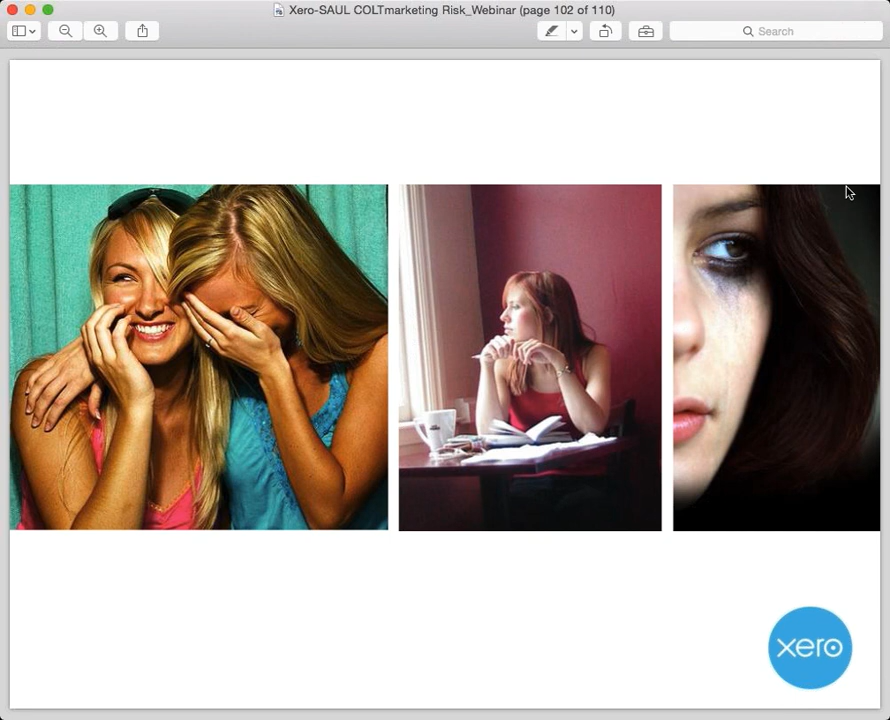 Xero-SAUL COLTmarketing Risk_Webinar (page 102 of 110)
Search
xero